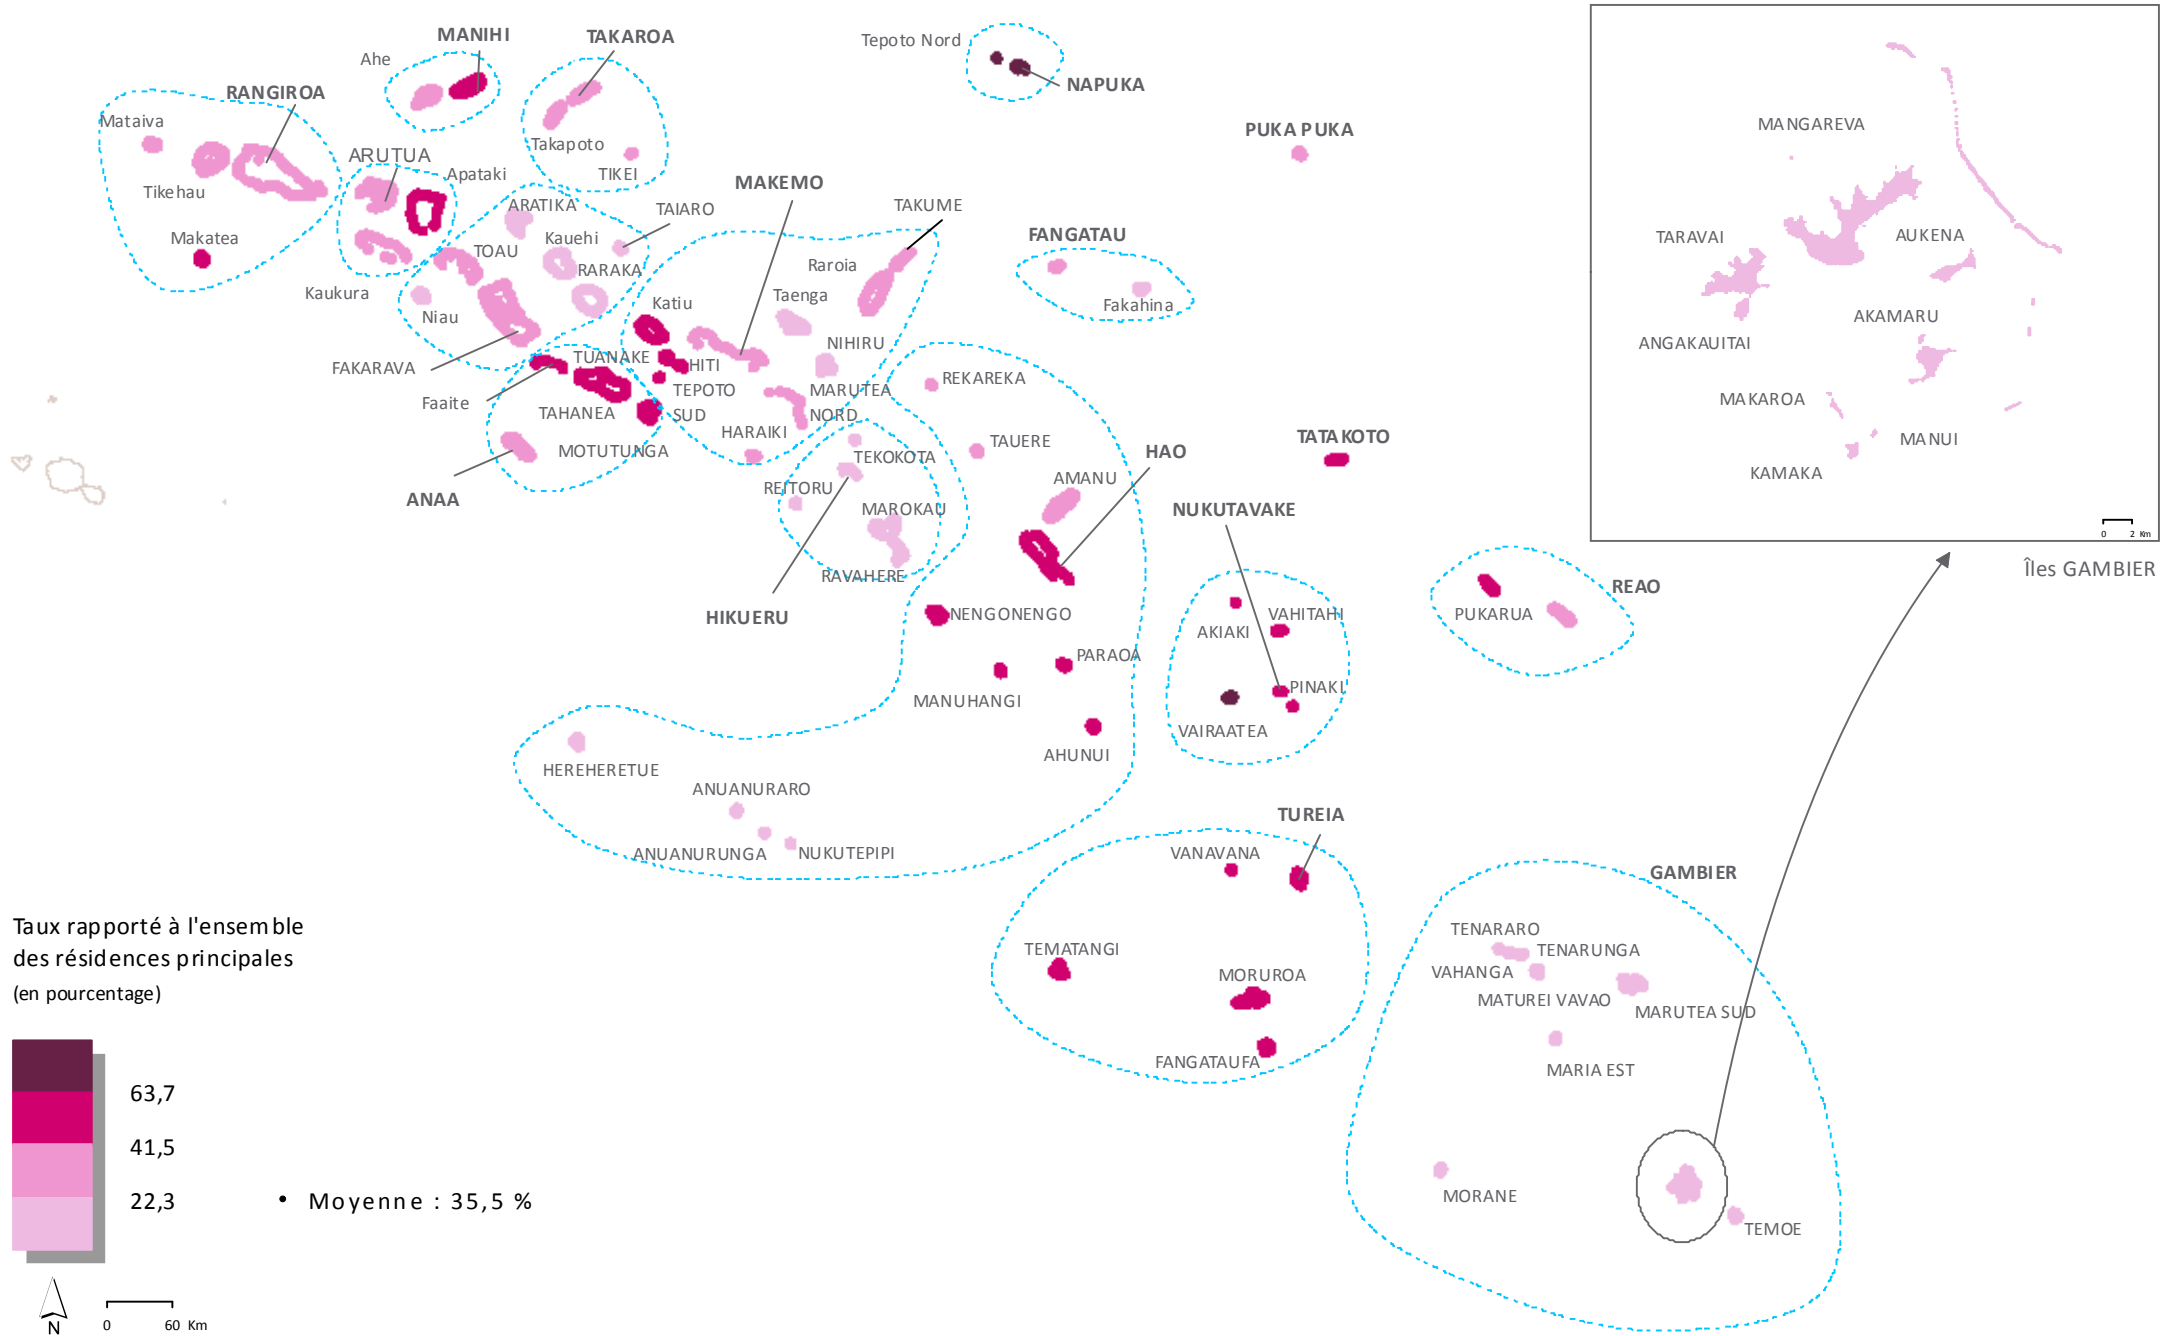 MANIHI
TAKAROA
Tepoto Nord
Ahe
NAPUKA
RANGIROA
Mataiva
ARUTUA
Takapoto
TIKEI
PUKA PUKA
Apataki
Tikehau
MAKEMO
ARATIKA
TAIARO
TAKUME
Makatea
Kauehi
TOAU
FANGATAU
RARAKA
Raroia
Kaukura
Niau
Katiu
Taenga
Fakahina
NIHIRU
FAKARAVA
TUANAKE
HITI
REKAREKA
Faaite
TAHANEA
TEPOTO
SUD
MARUTEA
NORD
HARAIKI
MOTUTUNGA
ANAA
TEKOKOTA
TAUERE
HAO
TATAKOTO
REITORU
AMANU
MAROKAU
NUKUTAVAKE
RAVAHERE
HIKUERU
NENGONENGO
AKIAKI
VAHITAHI
PUKARUA
REAO
PARAOA
MANUHANGI
PINAKI
VAIRAATEA
AHUNUI
HEREHERETUE
ANUANURARO
ANUANURUNGA
NUKUTEPIPI
TUREIA
VANAVANA
GAMBIER
TEMATANGI
MORUROA
TENARARO
TENARUNGA
VAHANGA
MATUREI VAVAO
MARUTEA SUD
FANGATAUFA
MARIA EST
MORANE
TEMOE
MANGAREVA
TARAVAI
AUKENA
AKAMARU
ANGAKAUITAI
MAKAROA
MANUI
KAMAKA
0 2 Km
Îles GAMBIER
Taux rapporté à l'ensemble
des résidences principales
(en pourcentage)
63,7
41,5
22,3
• Moyenne : 35,5 %
N
0 60 Km